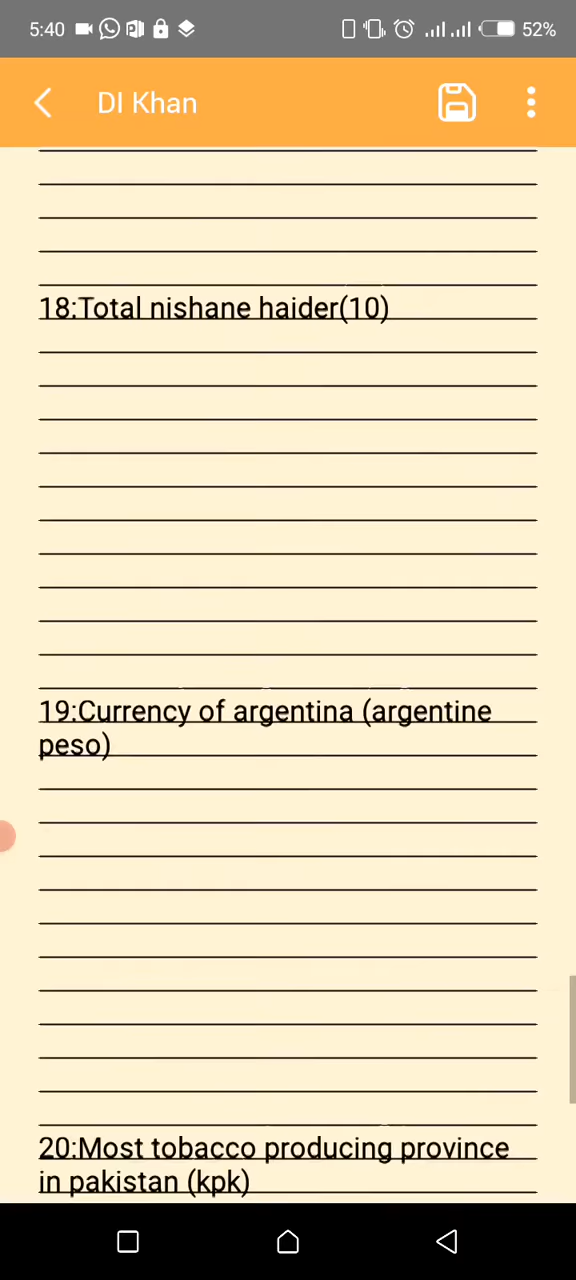 5:40
52%
DI Khan
18:Total nishane haider(10)
19:Currency of argentina (argentine
peso)
20:Most tobacco producing province
in pakistan (kpk)